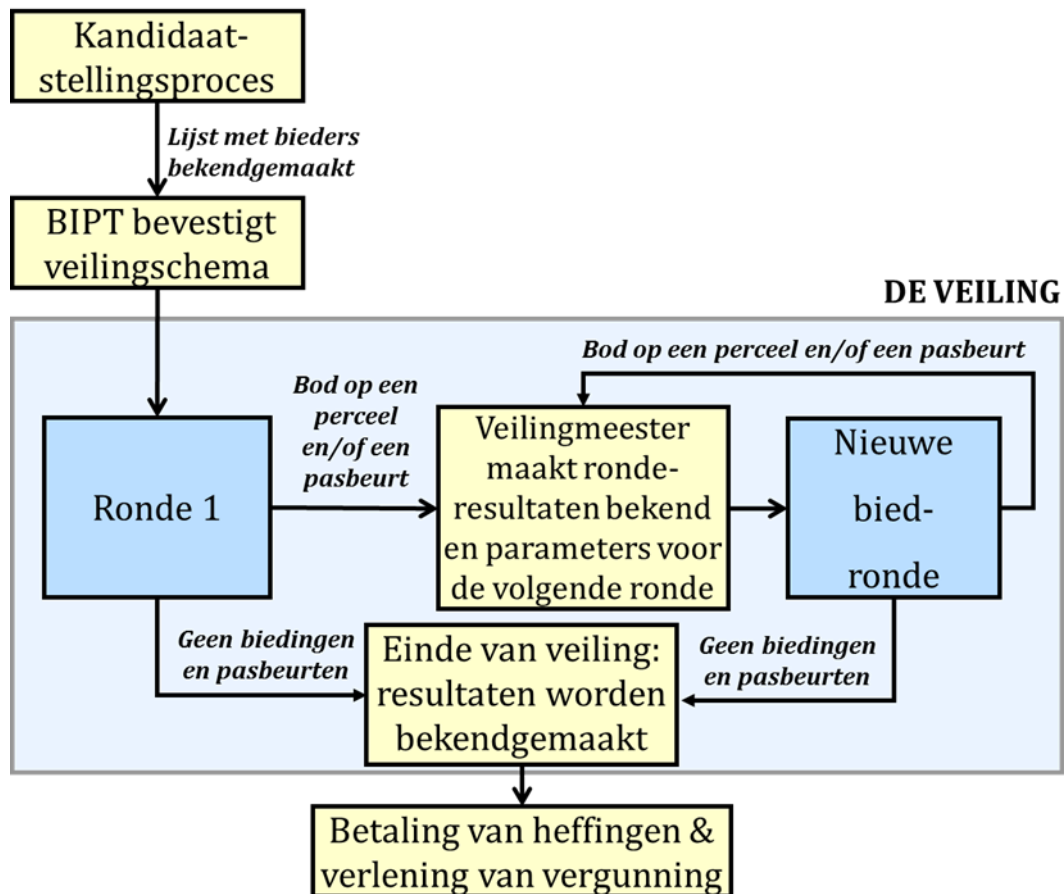 Kandidaat-
stellingsproces
Lijst met bieders
bekendgemaakt
BIPT bevestigt
veilingschema
DE VEILING
Bod op een perceel en/of een pasbeurt
Bod op een
perceel
en/of een
pasbeurt
Ronde 1
Veilingmeester
maakt ronde-
resultaten bekend
en parameters voor
de volgende ronde
Nieuwe
bied-
ronde
Geen biedingen
en pasbeurten
Einde van veiling:
resultaten worden
bekendgemaakt
Geen biedingen
en pasbeurten
Betaling van heffingen &
verlening van vergunning